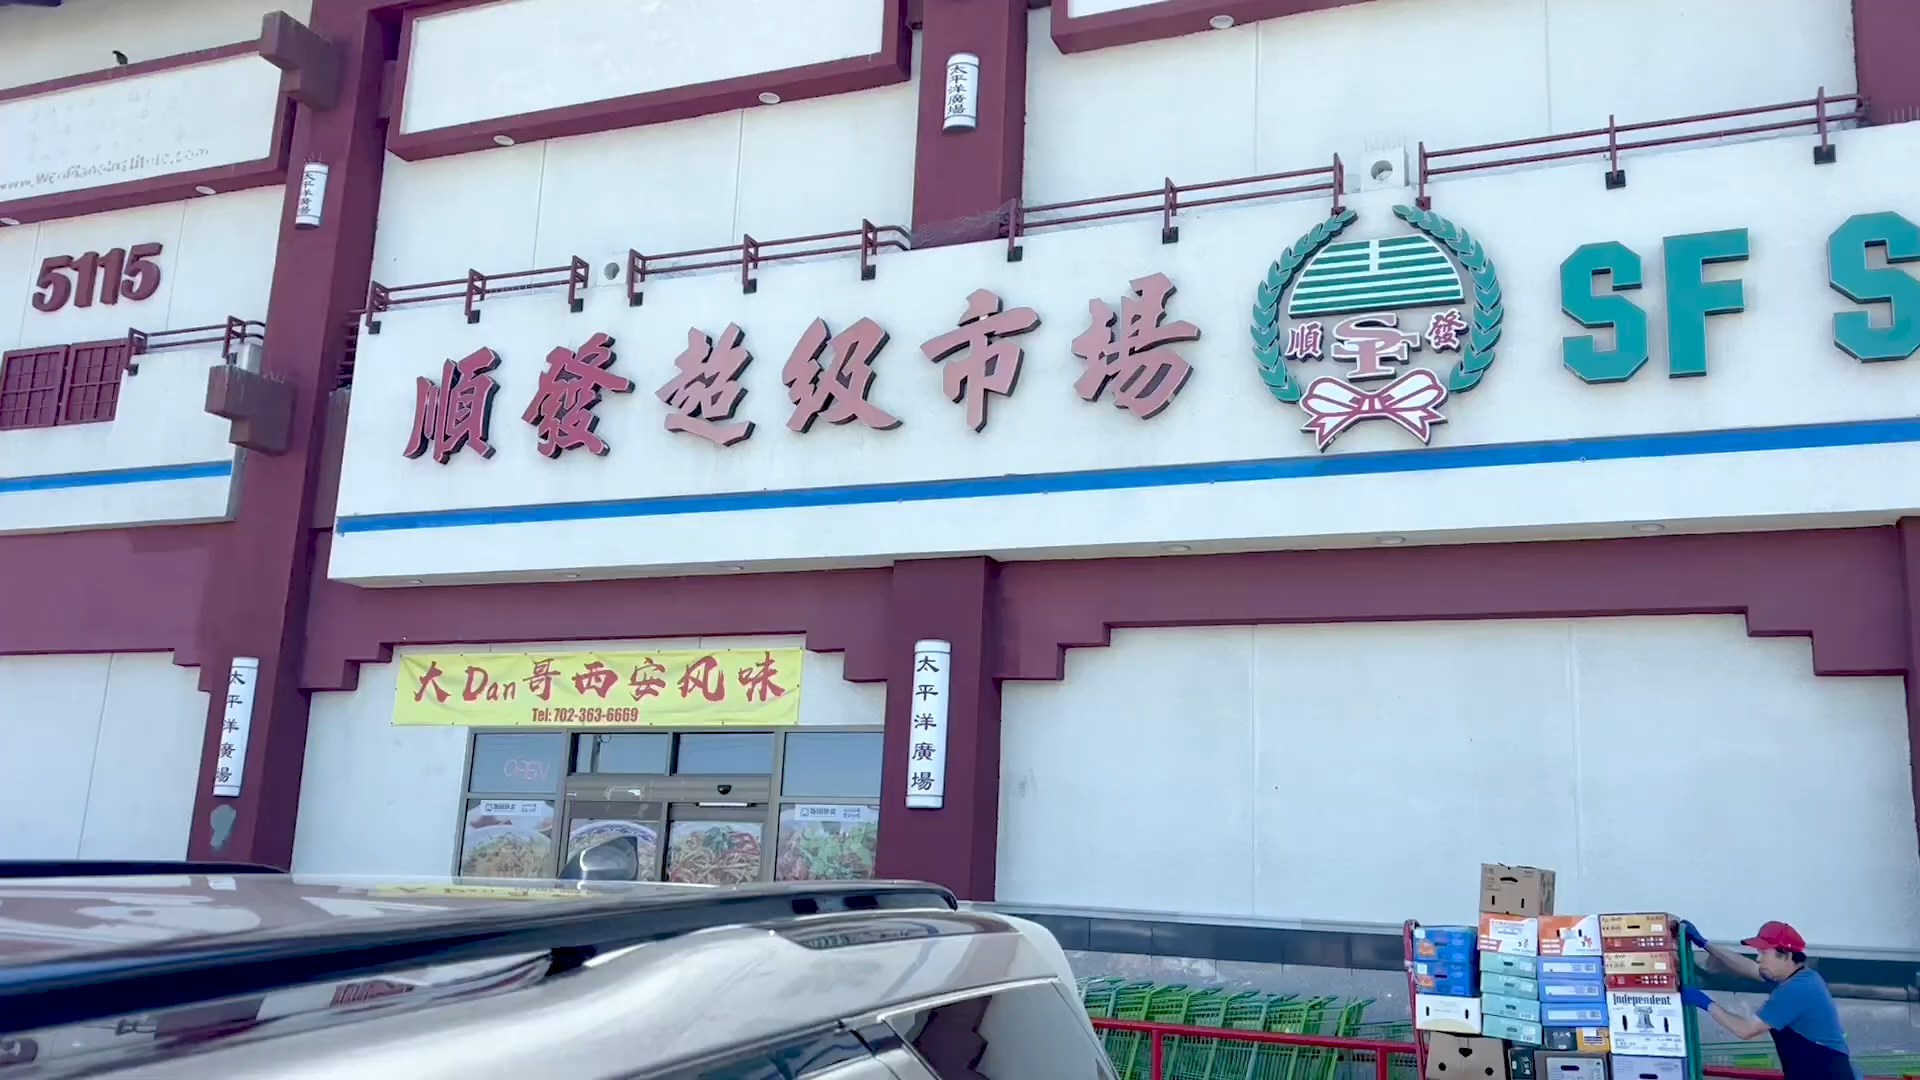 太平洋廣場
太平洋廣場
5115
順發超级市場
順 SF 發
SF S
大Dan哥西安风味
Tel: 702-363-6669
太平洋廣場
太平洋廣場
OPEN
Independent